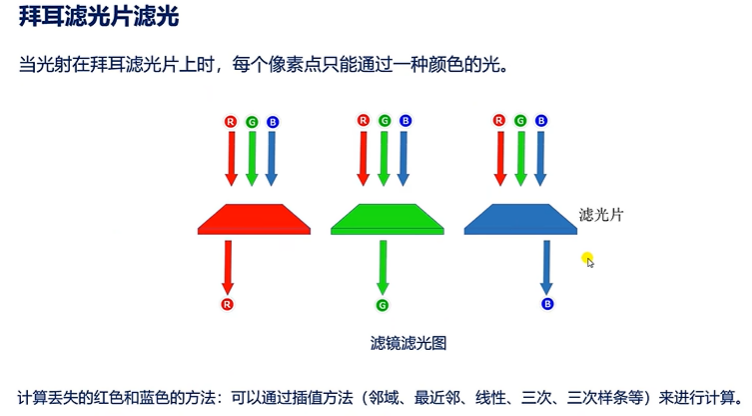 拜耳滤光片滤光
当光射在拜耳滤光片上时，每个像素点只能通过一种颜色的光。
R G B R G B R G B
滤光片
R G B
滤镜滤光图
计算丢失的红色和蓝色的方法：可以通过插值方法（邻域、最近邻、线性、三次、三次样条等）来进行计算。